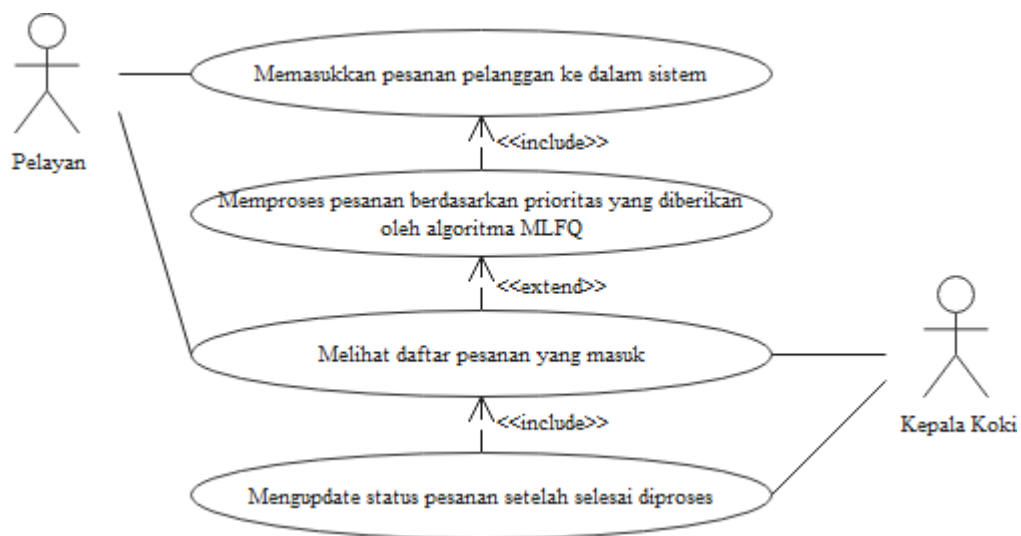 Memasukkan pesanan pelanggan ke dalam sistem
<<include>>
Pelayan
Memproses pesanan berdasarkan prioritas yang diberikan
oleh algoritma MLFQ
<<extend>>
Melihat daftar pesanan yang masuk
<<include>>
Kepala Koki
Mengupdate status pesanan setelah selesai diproses